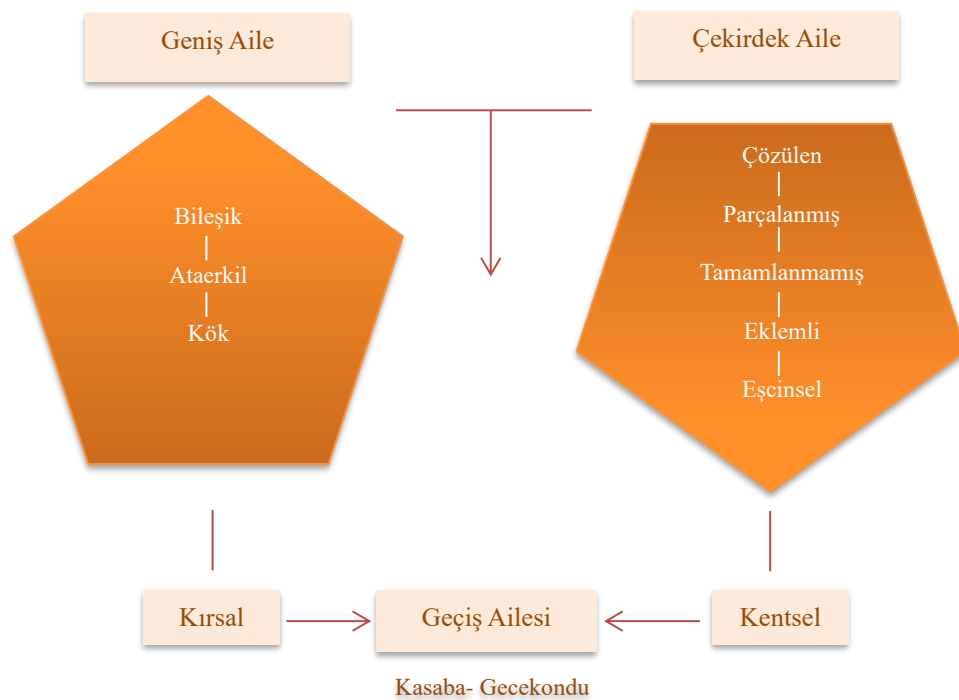 Geniş Aile
Çekirdek Aile
Bileşik
Ataerkil
Kök
Çözülen
Parçalanmış
Tamamlanmamış
Eklemli
Eşcinsel
Kırsal
Geçiş Ailesi
Kentsel
Kasaba- Gecekondu